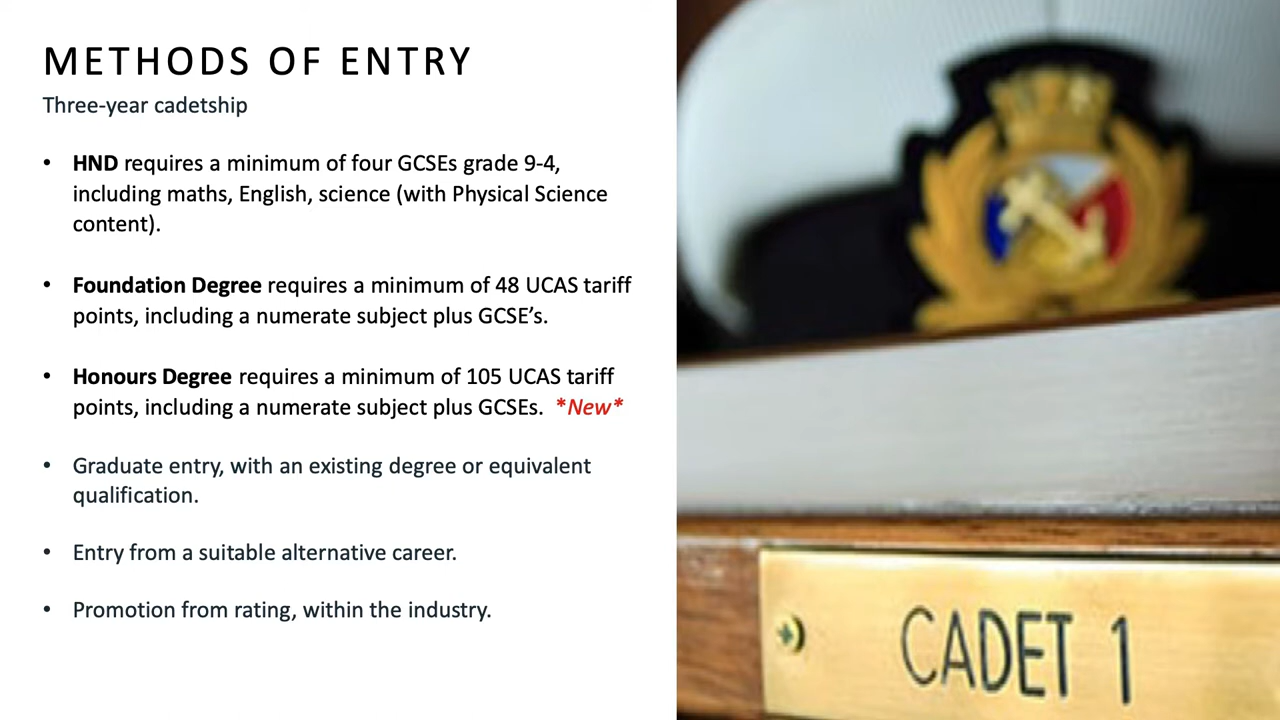 METHODS OF ENTRY
Three-year cadetship
• HND requires a minimum of four GCSEs grade 9-4,
including maths, English, science (with Physical Science
content).
• Foundation Degree requires a minimum of 48 UCAS tariff
points, including a numerate subject plus GCSE’s.
• Honours Degree requires a minimum of 105 UCAS tariff
points, including a numerate subject plus GCSEs. *New*
• Graduate entry, with an existing degree or equivalent
qualification.
• Entry from a suitable alternative career.
• Promotion from rating, within the industry.
CADET 1